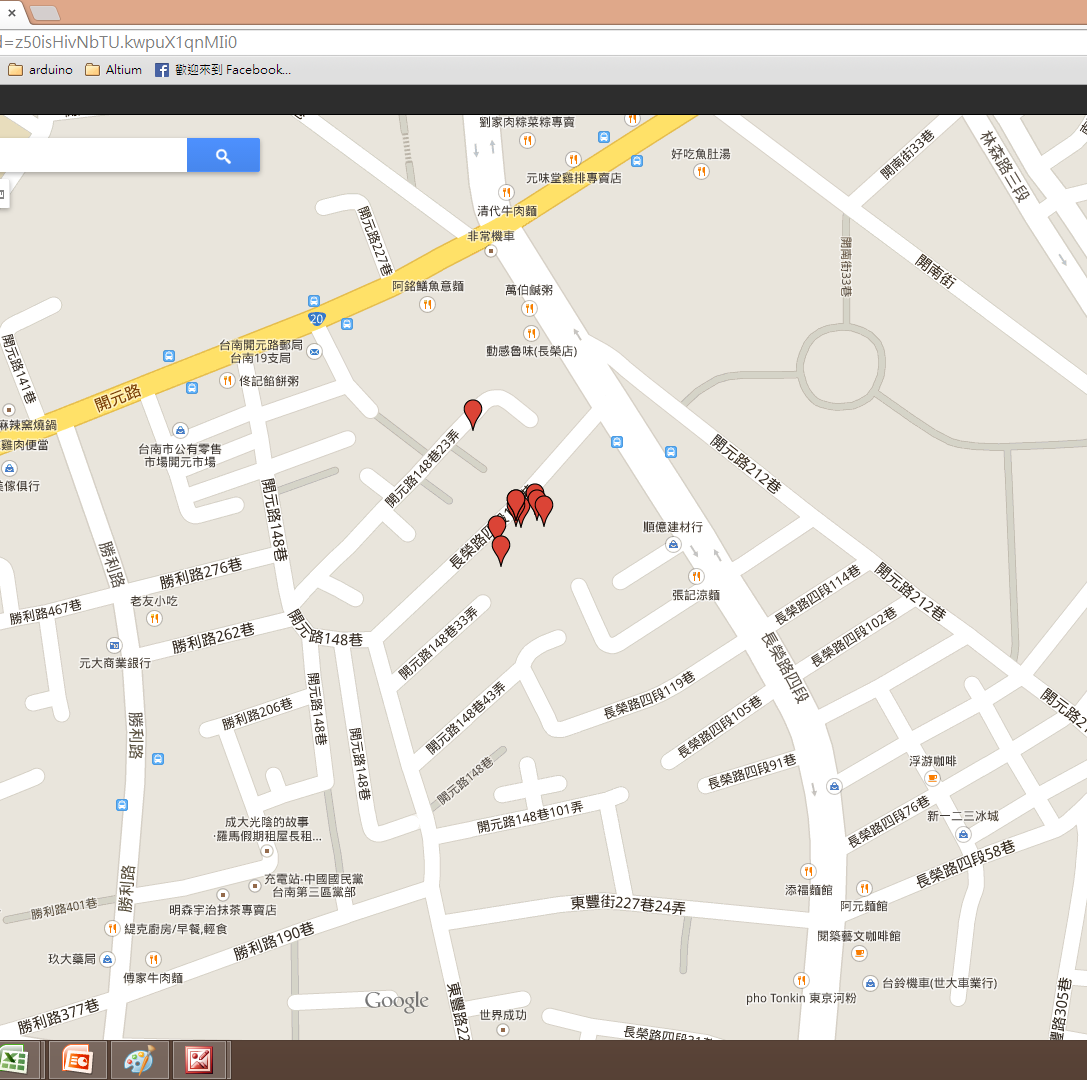 d=z50isHivNbTU.kwpuX1qnMIi0
arduino
Altium
歡迎來到 Facebook...
劉家肉粽菜粽專賣
元味堂雞排專賣店
好吃魚肚湯
開南街33巷
林森路三段
清代牛肉麵
開元路227巷
非常機車
開南街33巷
開南街
阿銘鱔魚意麵
萬伯鹹粥
20
台南開元路郵局
台南19支局
動感魯味(長榮店)
開元路141巷
佟記餡餅粥
開元路
麻辣窯燒鍋
雞肉便當
台南市公有零售
市場開元市場
傢俱行
開元路148巷23弄
開元路212巷
開元路148巷
長榮路四段
順億建材行
勝利路
勝利路276巷
張記涼麵
長榮路四段114巷
開元路212巷
勝利路467巷
老友小吃
長榮路四段102巷
勝利路262巷
開元路148巷
開元路148巷33弄
長榮路四段
元大商業銀行
開元路148巷
長榮路四段119巷
勝利路206巷
開元路148巷43弄
長榮路四段105巷
勝利路
開元路148巷
開元路148巷
長榮路四段91巷
浮游咖啡
成大光陰的故事
·羅馬假期租屋長租...
開元路148巷101弄
長榮路四段76巷
新一二三冰城
長榮路四段58巷
勝利路
充電站-中國國民黨
台南第三區黨部
添福麵館
阿元麵館
勝利路401巷
明森宇治抹茶專賣店
東豐街227巷24弄
緹克廚房/早餐,輕食
勝利路190巷
閱築藝文咖啡館
玖大藥局
傅家牛肉麵
台鈴機車(世大車業行)
pho Tonkin 東京河粉
Google
勝利路377巷
世界成功